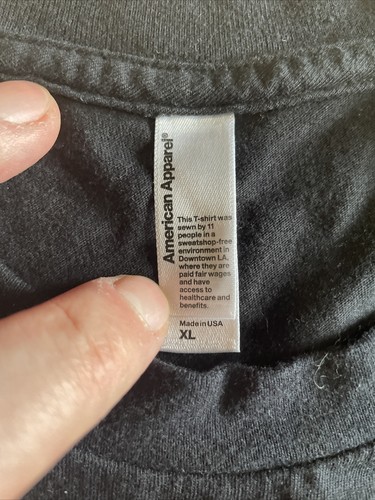 American Apparel®
This T-shirt was
sewn by 11
people in a
sweatshop-free
environment in
Downtown LA,
where they are
paid fair wages
and have
access to
healthcare and
benefits.
Made in USA
XL